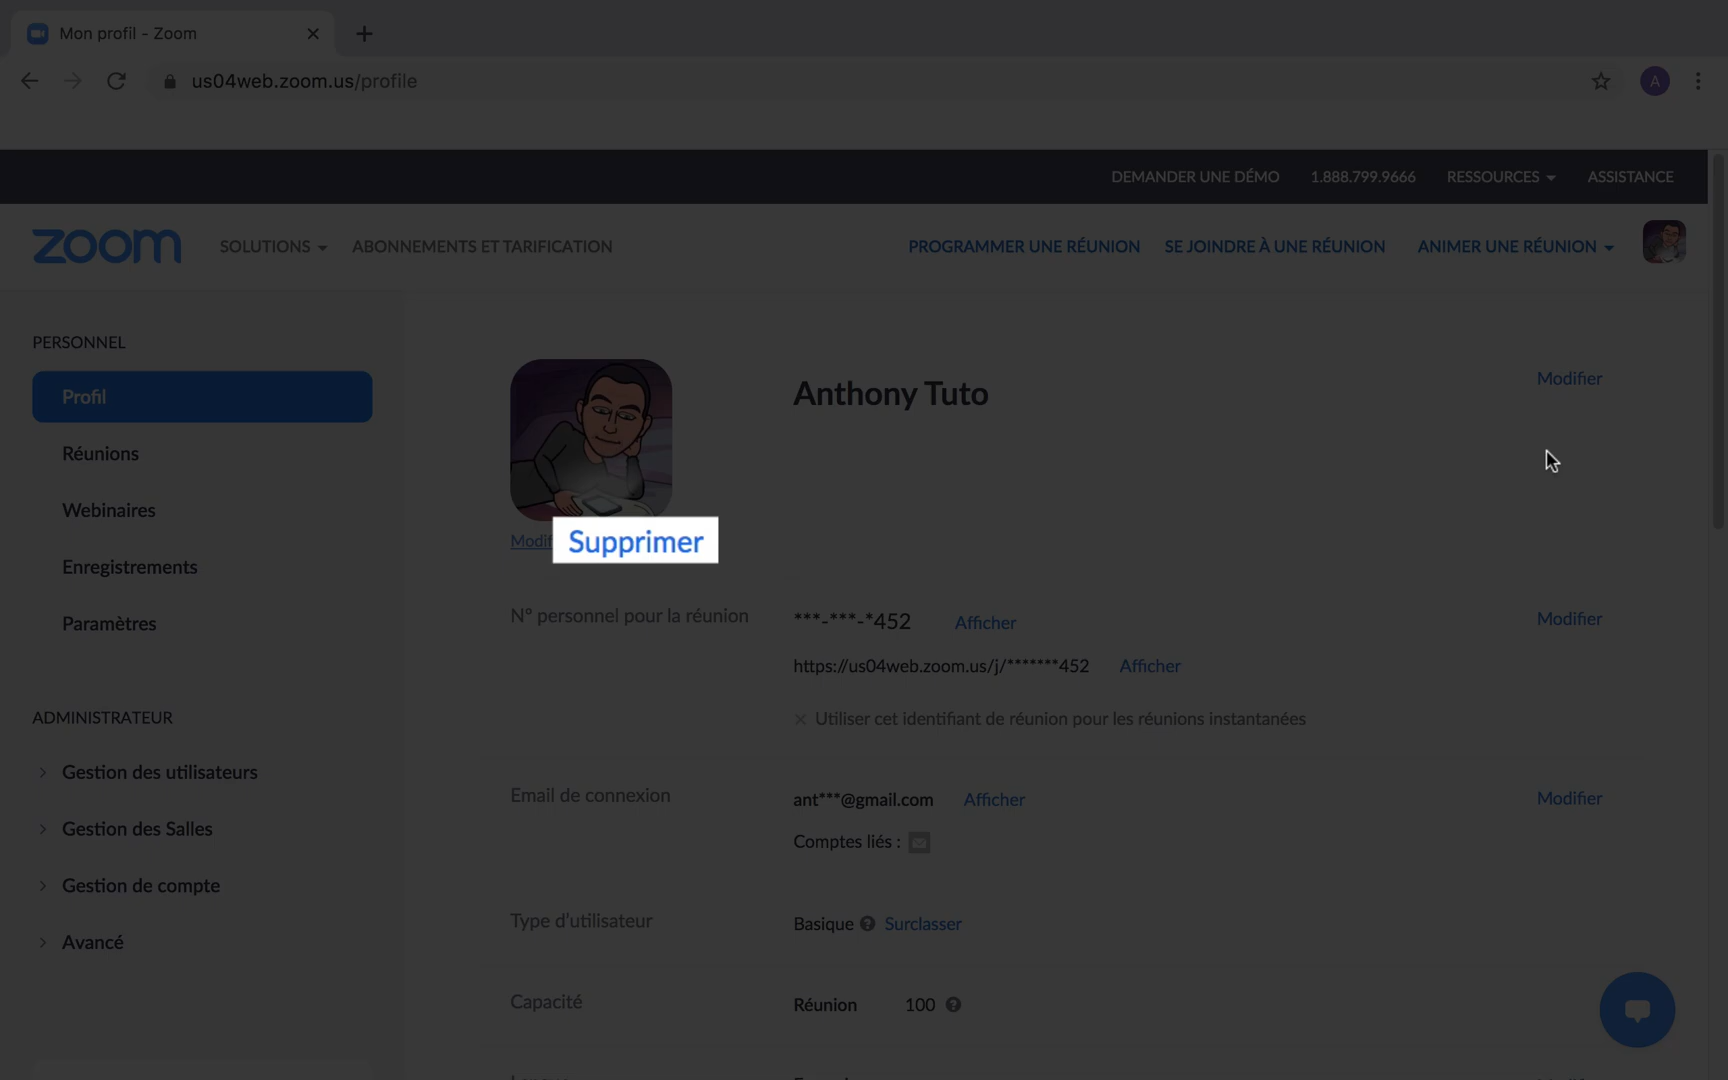 Mon profil - Zoom
us04web.zoom.us/profile
A
DEMANDER UNE DÉMO 1.888.799.9666 RESSOURCES ASSISTANCE
zoom SOLUTIONS ABONNEMENTS ET TARIFICATION PROGRAMMER UNE RÉUNION SE JOINDRE À UNE RÉUNION ANIMER UNE RÉUNION
PERSONNEL
Profil
Réunions
Webinaires
Enregistrements
Paramètres
ADMINISTRATEUR
Gestion des utilisateurs
Gestion des Salles
Gestion de compte
Avancé
Anthony Tuto Modifier
Modif Supprimer
N° personnel pour la réunion ***-***-*452 Afficher Modifier
https://us04web.zoom.us/j/*******452 Afficher
× Utiliser cet identifiant de réunion pour les réunions instantanées
Email de connexion ant***@gmail.com Afficher Modifier
Comptes liés :
Type d'utilisateur Basique ? Surclasser
Capacité Réunion 100 ?